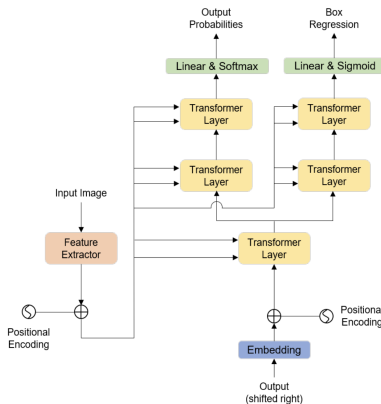 Output
Probabilities
Box
Regression
Linear & Softmax
Linear & Sigmoid
Transformer
Layer
Transformer
Layer
Transformer
Layer
Transformer
Layer
Input Image
Feature
Extractor
Transformer
Layer
Positional
Encoding
Positional
Encoding
Embedding
Output
(shifted right)